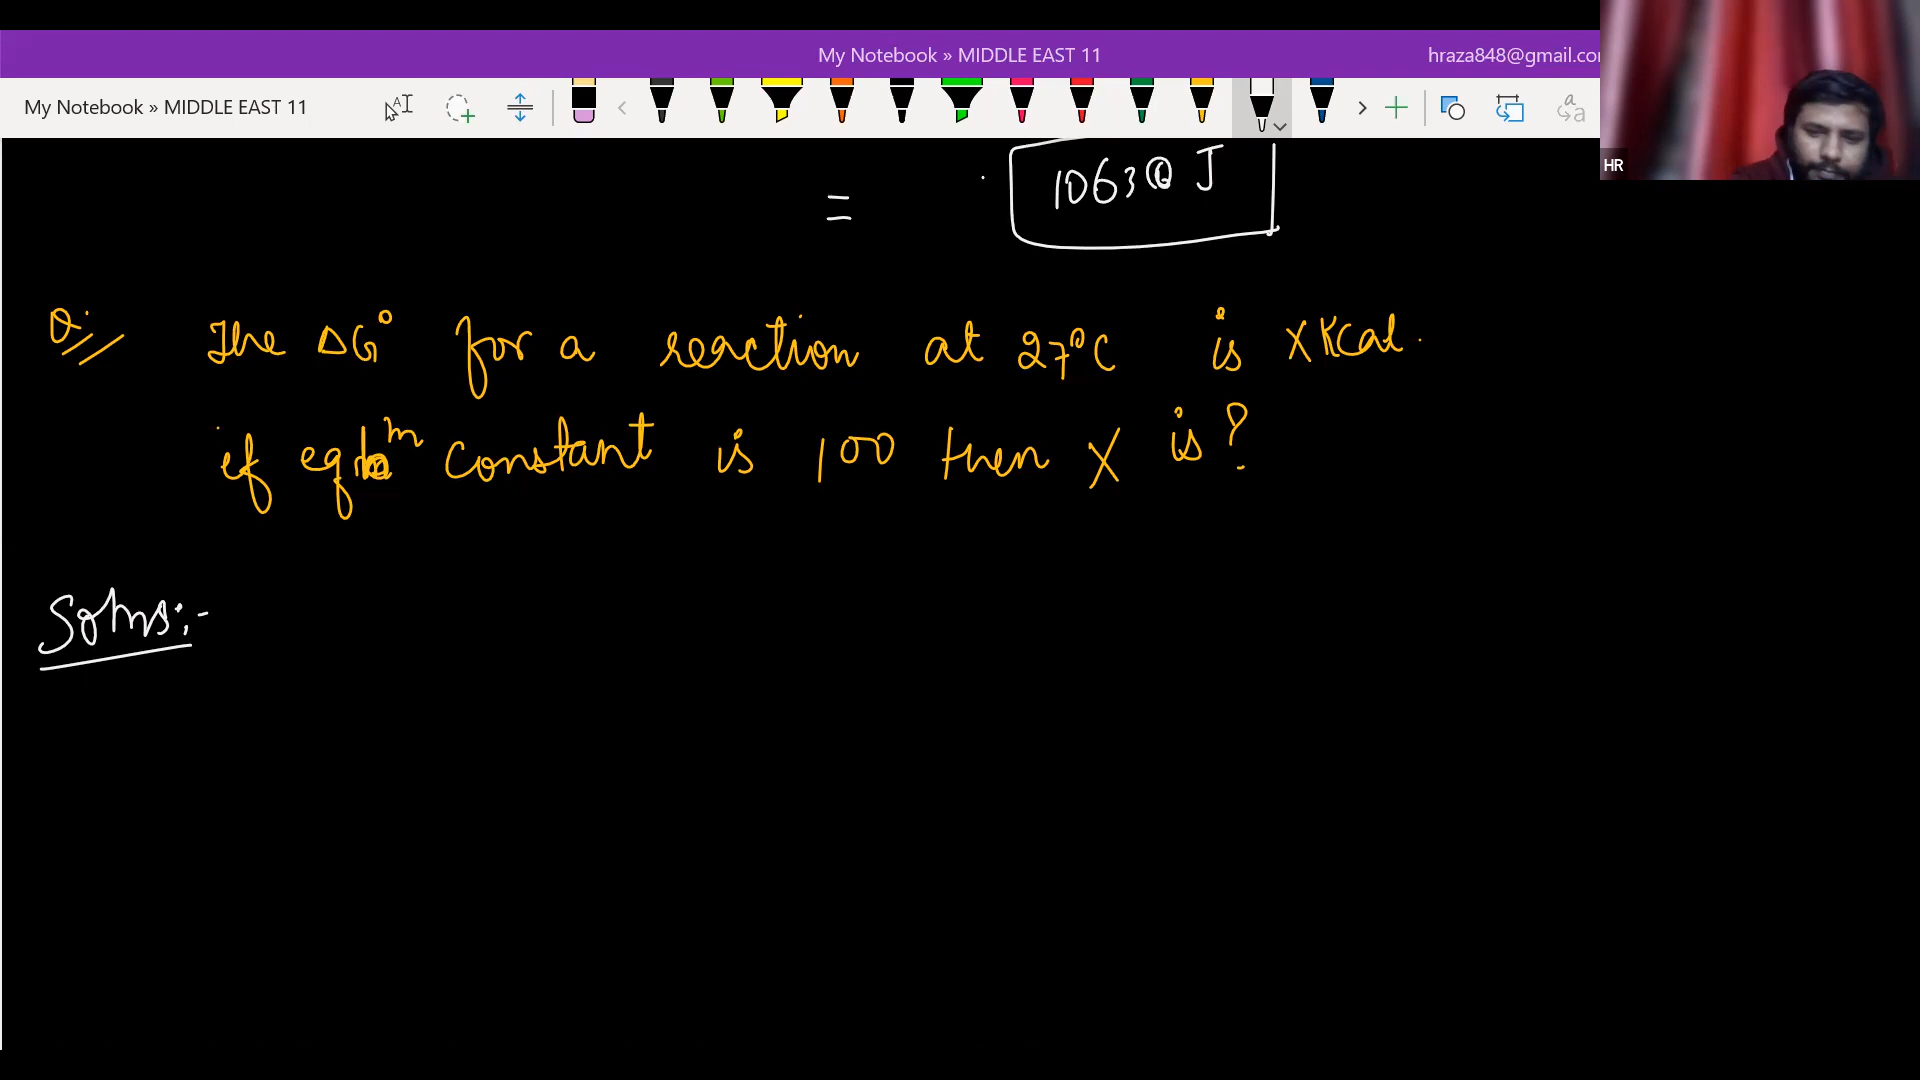 My Notebook » MIDDLE EAST 11
hraza848@gmail.co
My Notebook » MIDDLE EAST 11
HR
= 1063 J
Q:// The ΔG° for a reaction at 27°C is X Kcal.
if eqbᵐ constant is 100 then X is?
Solns:-